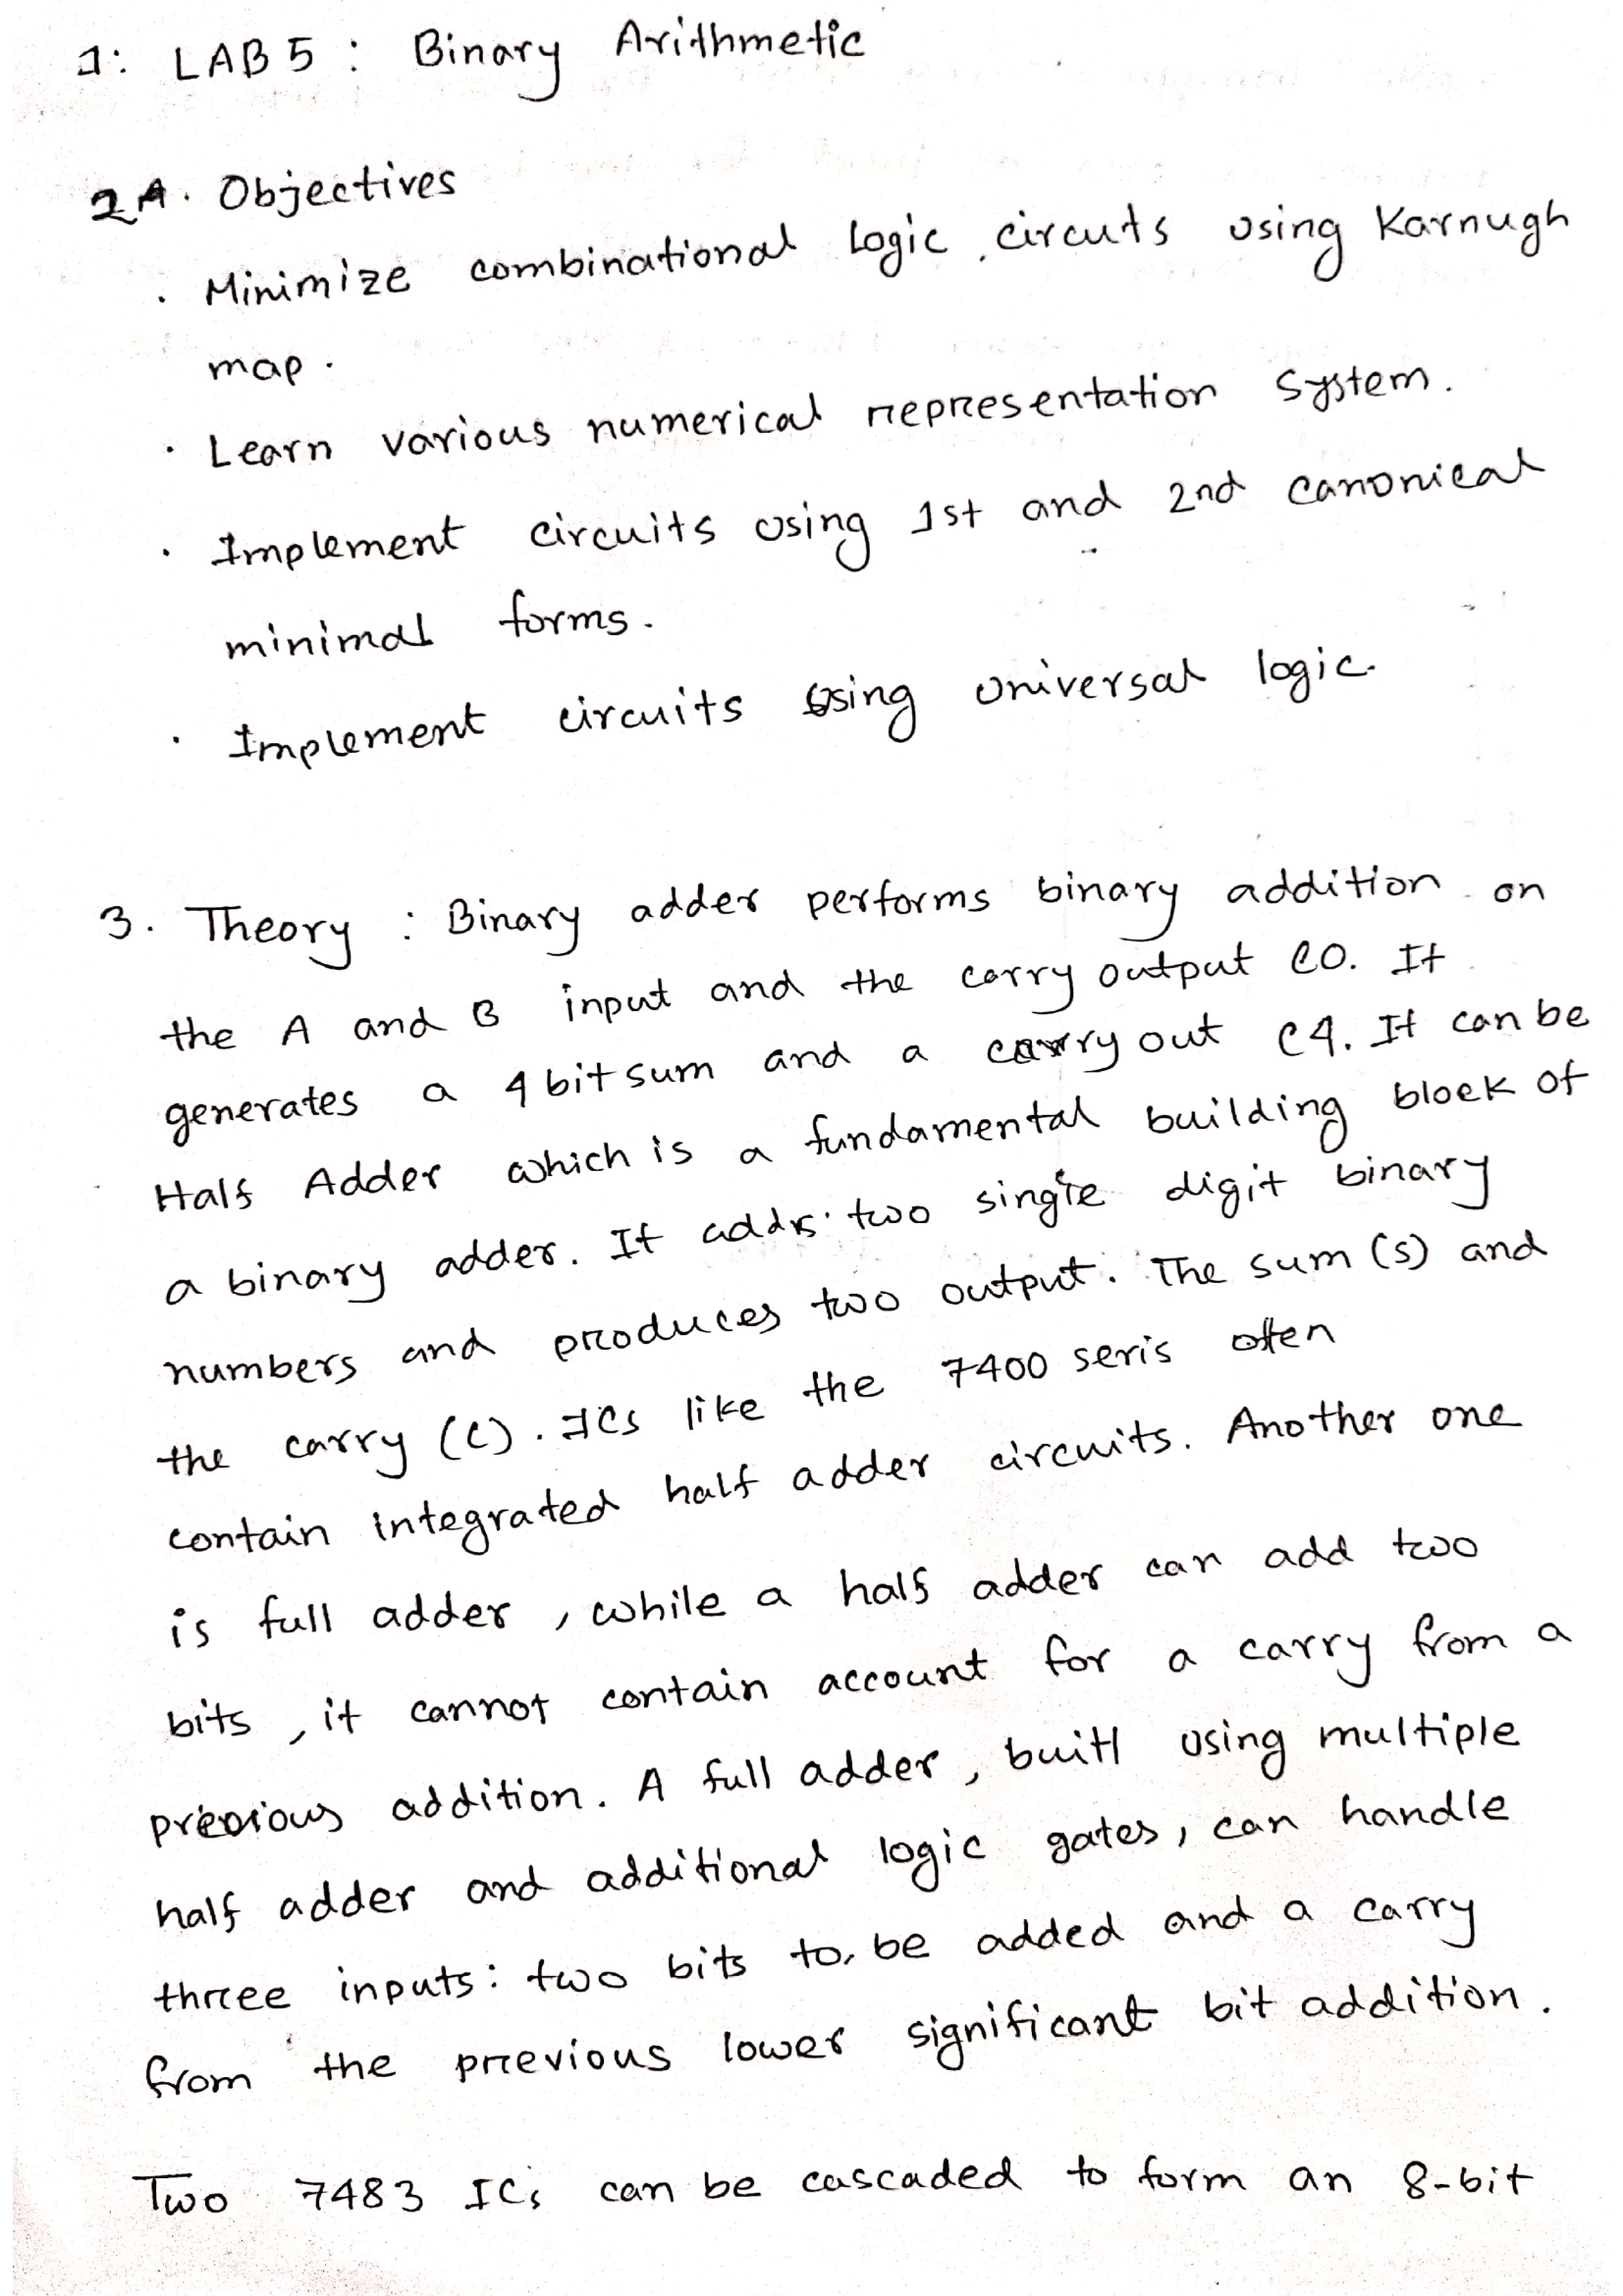 1: LAB 5 : Binary Arithmetic
2A. Objectives
· Minimize combinational logic circuts using Karnugh
map.
· Learn various numerical representation system.
· Implement circuits using 1st and 2nd canonical
minimal forms.
· Implement circuits using universal logic.
3. Theory : Binary adder performs binary addition on
the A and B input and the carry output C0. It
generates a 4 bit sum and a carry out C4. It can be
Half Adder which is a fundamental building block of
a binary adder. It adds two single digit binary
numbers and produces two output. The sum (s) and
the carry (c). ICs like the 7400 seris often
contain integrated half adder circuits. Another one
is full adder, while a half adder can add two
bits, it cannot contain account for a carry from a
previous addition. A full adder, buitl using multiple
half adder and additional logic gates, can handle
three inputs: two bits to be added and a carry
from the previous lower significant bit addition.
Two 7483 ICs can be cascaded to form an 8-bit